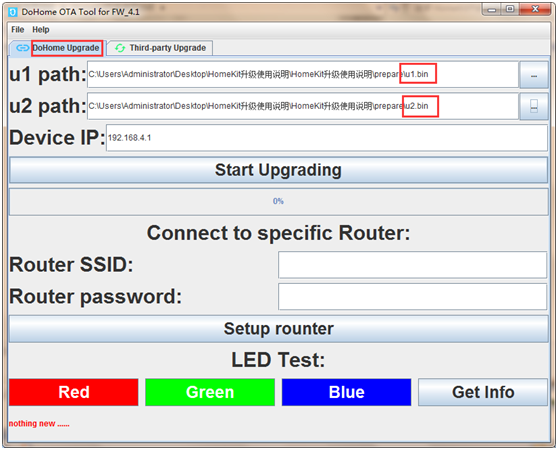 DoHome OTA Tool for FW_4.1
File Help
DoHome Upgrade Third-party Upgrade
u1 path: C:\Users\Administrator\Desktop\HomeKit升级使用说明\HomeKit升级使用说明\prepare\u1.bin ...
u2 path: C:\Users\Administrator\Desktop\HomeKit升级使用说明\HomeKit升级使用说明\prepare\u2.bin ...
Device IP: 192.168.4.1
Start Upgrading
0%
Connect to specific Router:
Router SSID:
Router password:
Setup rounter
LED Test:
Red Green Blue Get Info
nothing new ......